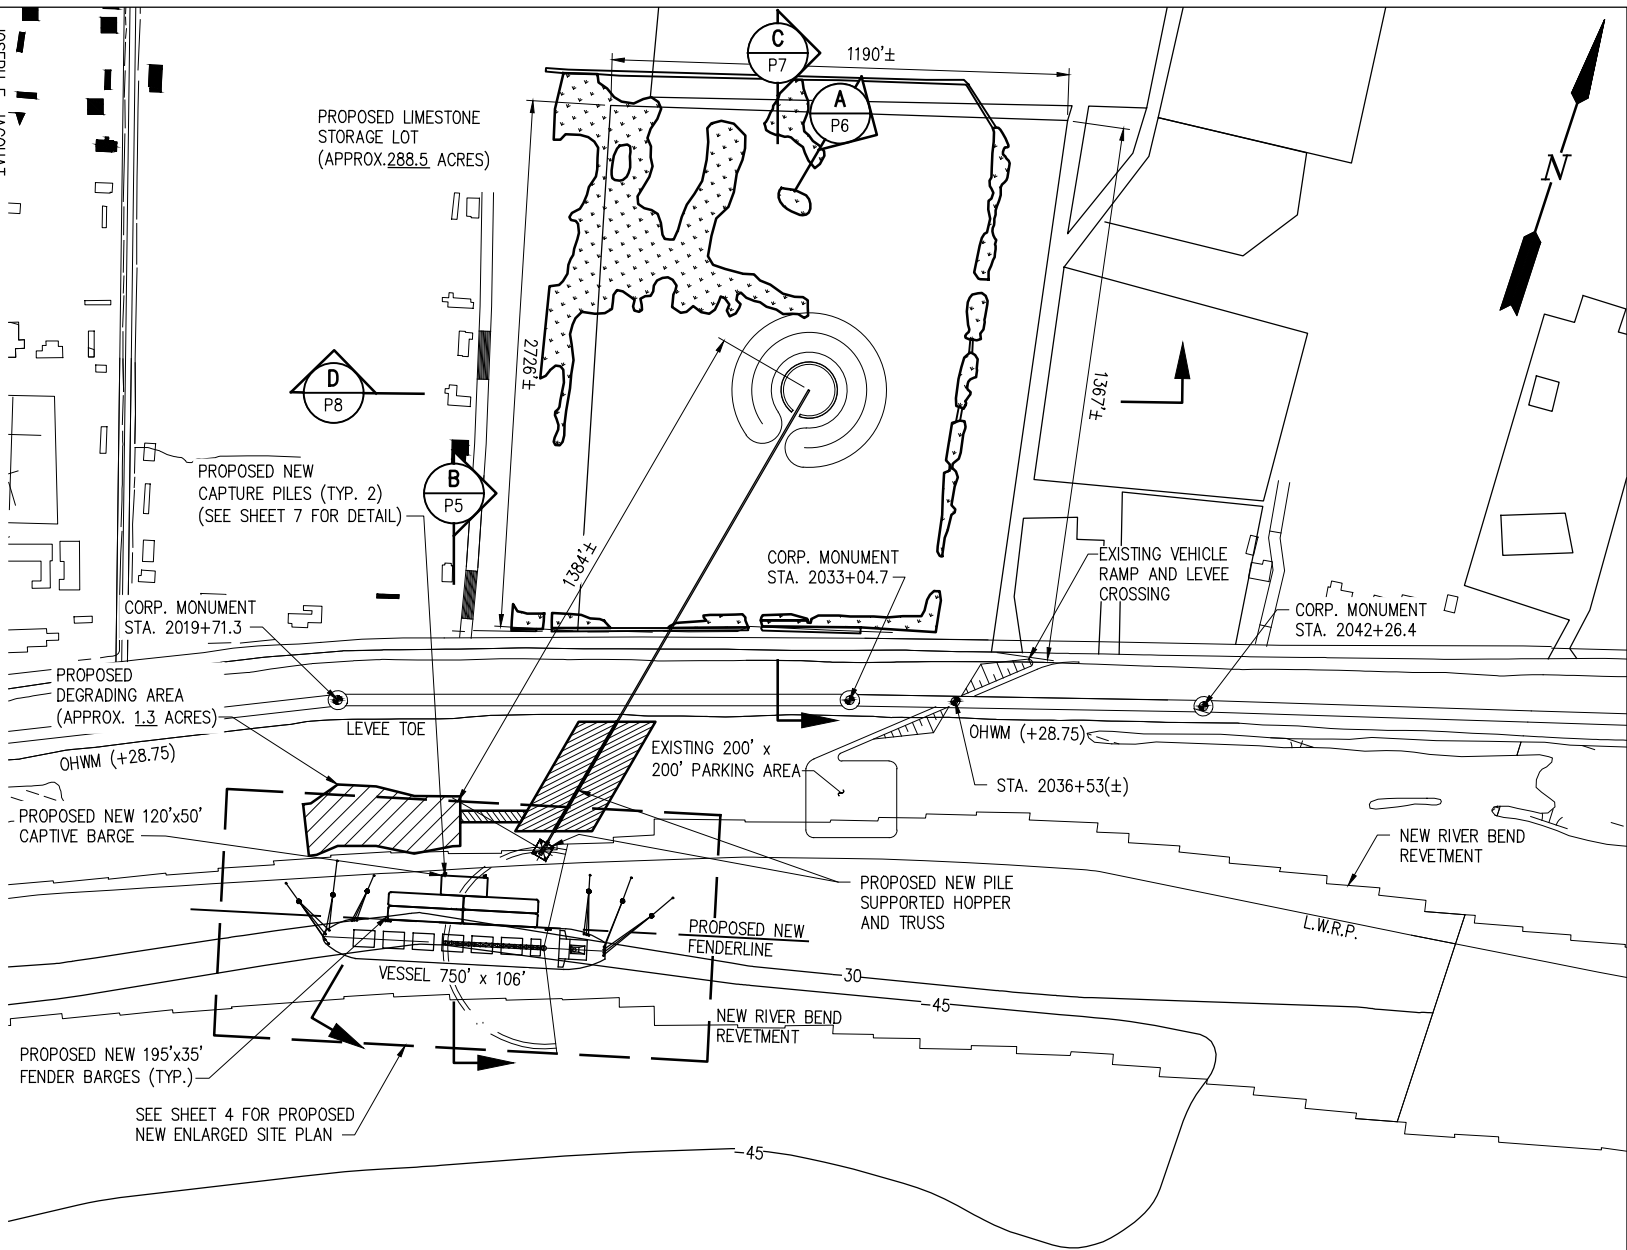 C
P7
1190'±
A
P6
PROPOSED LIMESTONE
STORAGE LOT
(APPROX.288.5 ACRES)
N
2726'±
1367'±
D
P8
B
P5
PROPOSED NEW
CAPTURE PILES (TYP. 2)
(SEE SHEET 7 FOR DETAIL)
1384'±
CORP. MONUMENT
STA. 2033+04.7
EXISTING VEHICLE
RAMP AND LEVEE
CROSSING
CORP. MONUMENT
STA. 2019+71.3
CORP. MONUMENT
STA. 2042+26.4
PROPOSED
DEGRADING AREA
(APPROX. 1.3 ACRES)
LEVEE TOE
OHWM (+28.75)
OHWM (+28.75)
EXISTING 200' x
200' PARKING AREA
STA. 2036+53(±)
PROPOSED NEW 120'x50'
CAPTIVE BARGE
NEW RIVER BEND
REVETMENT
PROPOSED NEW PILE
SUPPORTED HOPPER
AND TRUSS
L.W.R.P.
PROPOSED NEW
FENDERLINE
VESSEL 750' x 106'
-30
-45
NEW RIVER BEND
REVETMENT
PROPOSED NEW 195'x35'
FENDER BARGES (TYP.)
SEE SHEET 4 FOR PROPOSED
NEW ENLARGED SITE PLAN
-45